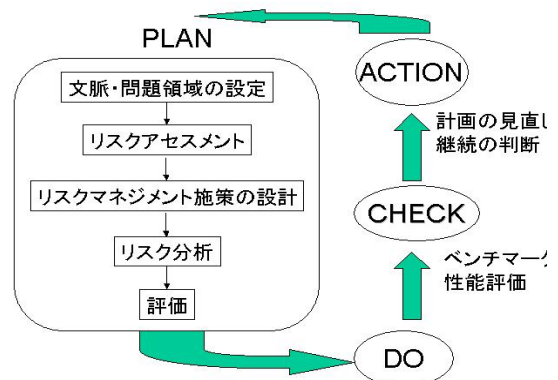 PLAN
文脈・問題領域の設定
リスクアセスメント
リスクマネジメント施策の設計
リスク分析
評価
ACTION
計画の見直し
継続の判断
CHECK
ベンチマーク
性能評価
DO